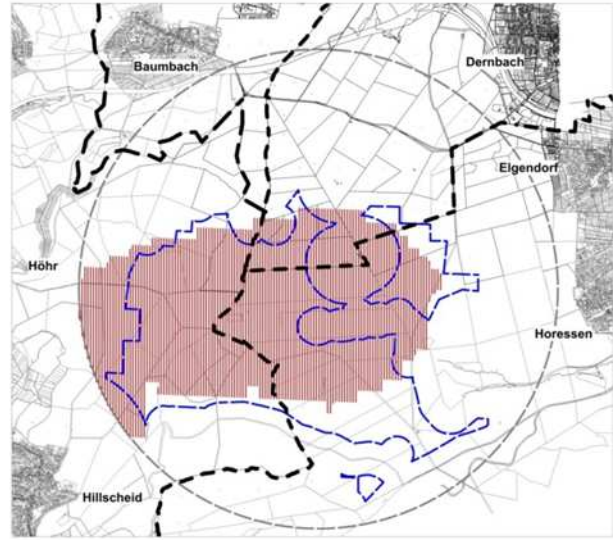 Dernbach
Baumbach
Elgendorf
Höhr
Horessen
Hillscheid